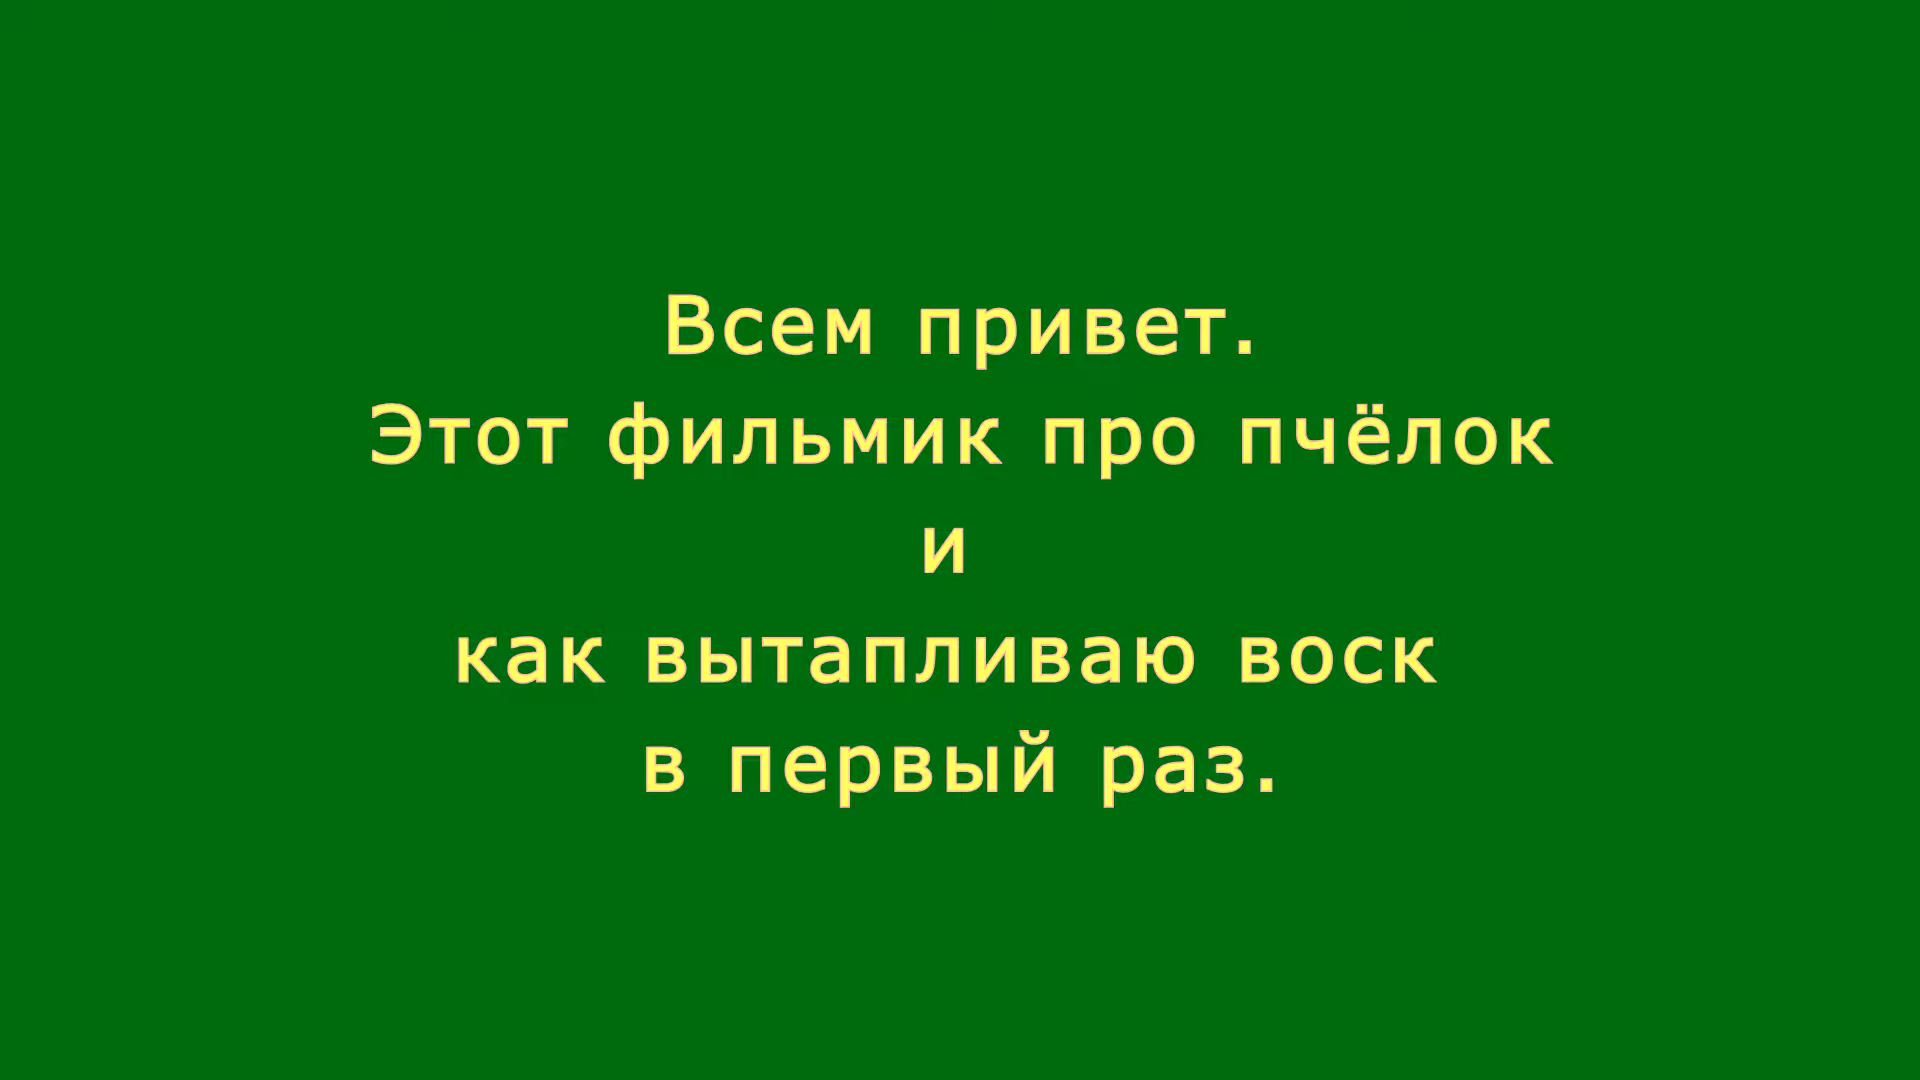 Всем привет.
Этот фильмик про пчёлок
и
как вытапливаю воск
в первый раз.